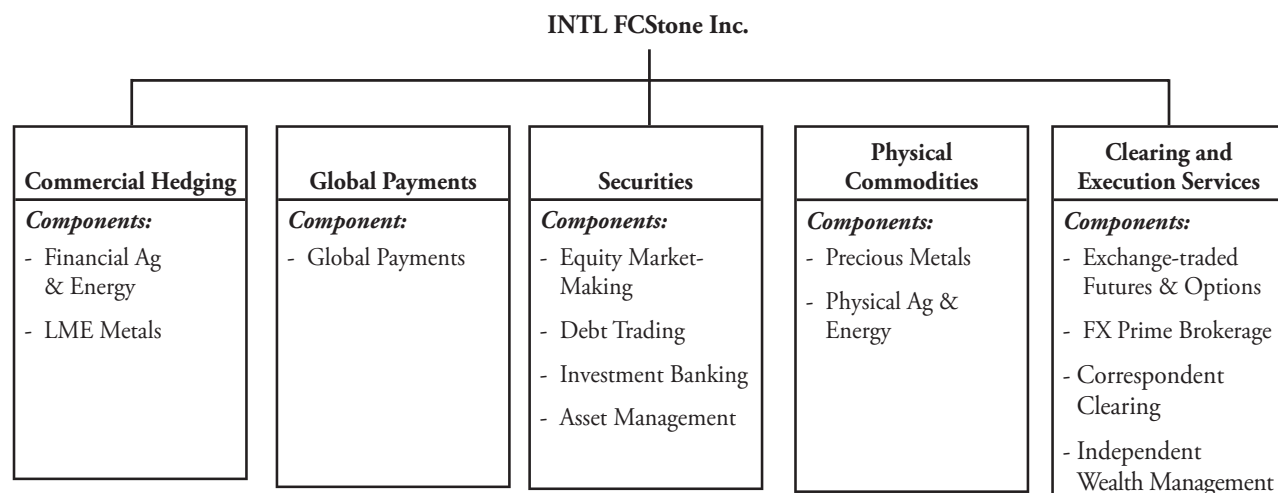 INTL FCStone Inc.
Commercial Hedging
Components:
- Financial Ag
& Energy
- LME Metals
Global Payments
Component:
- Global Payments
Securities
Components:
- Equity Market-
Making
- Debt Trading
- Investment Banking
- Asset Management
Physical
Commodities
Components:
- Precious Metals
- Physical Ag &
Energy
Clearing and
Execution Services
Components:
- Exchange-traded
Futures & Options
- FX Prime Brokerage
- Correspondent
Clearing
- Independent
Wealth Management